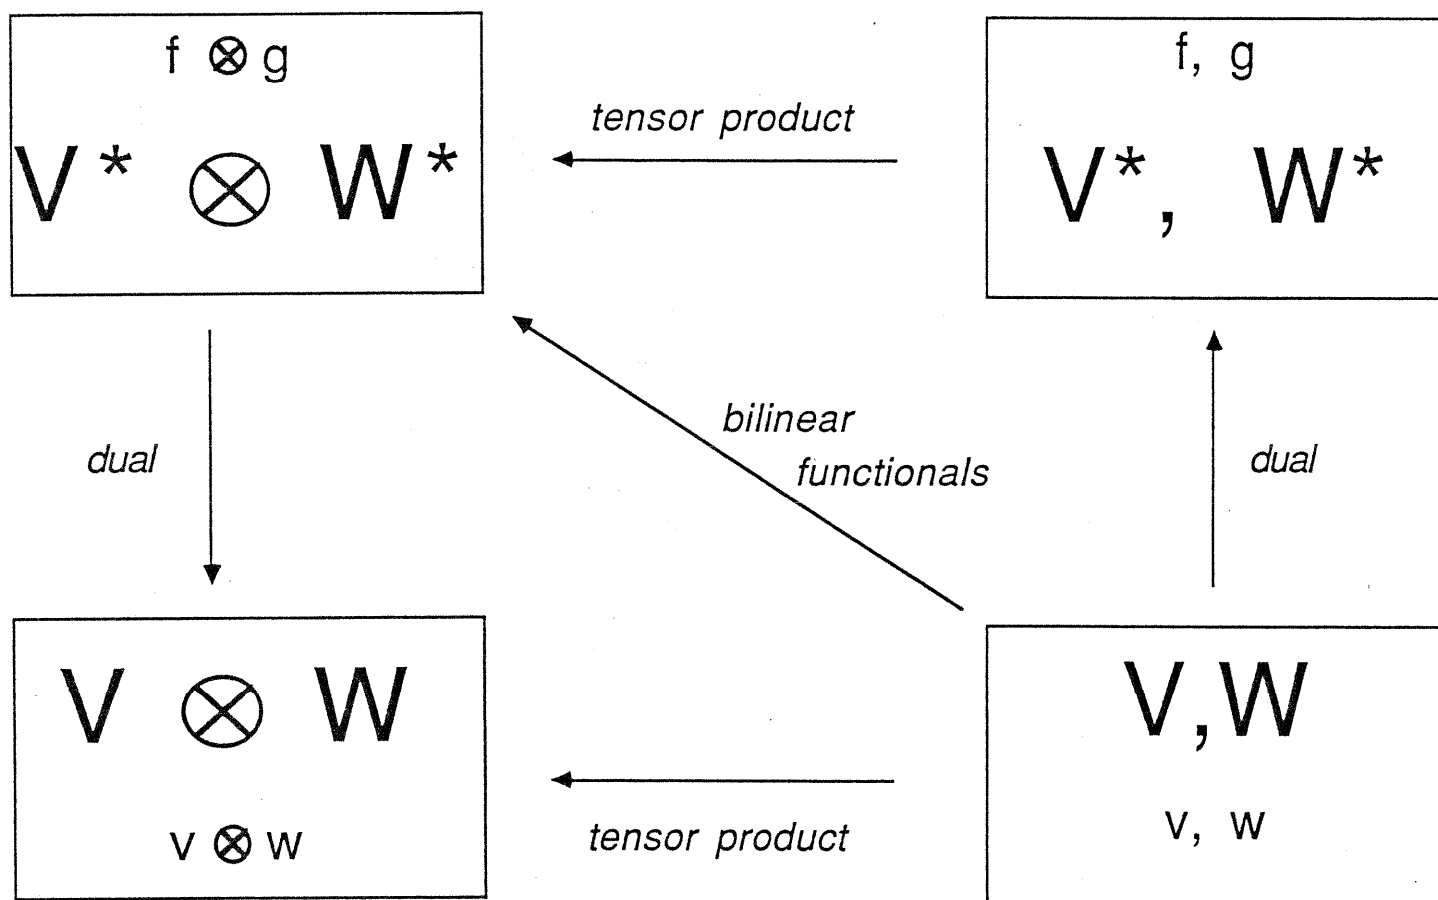 f ⊗ g
V* ⊗ W*
tensor product
f, g
V*, W*
dual
bilinear
functionals
dual
V ⊗ W
v ⊗ w
tensor product
V,W
v, w